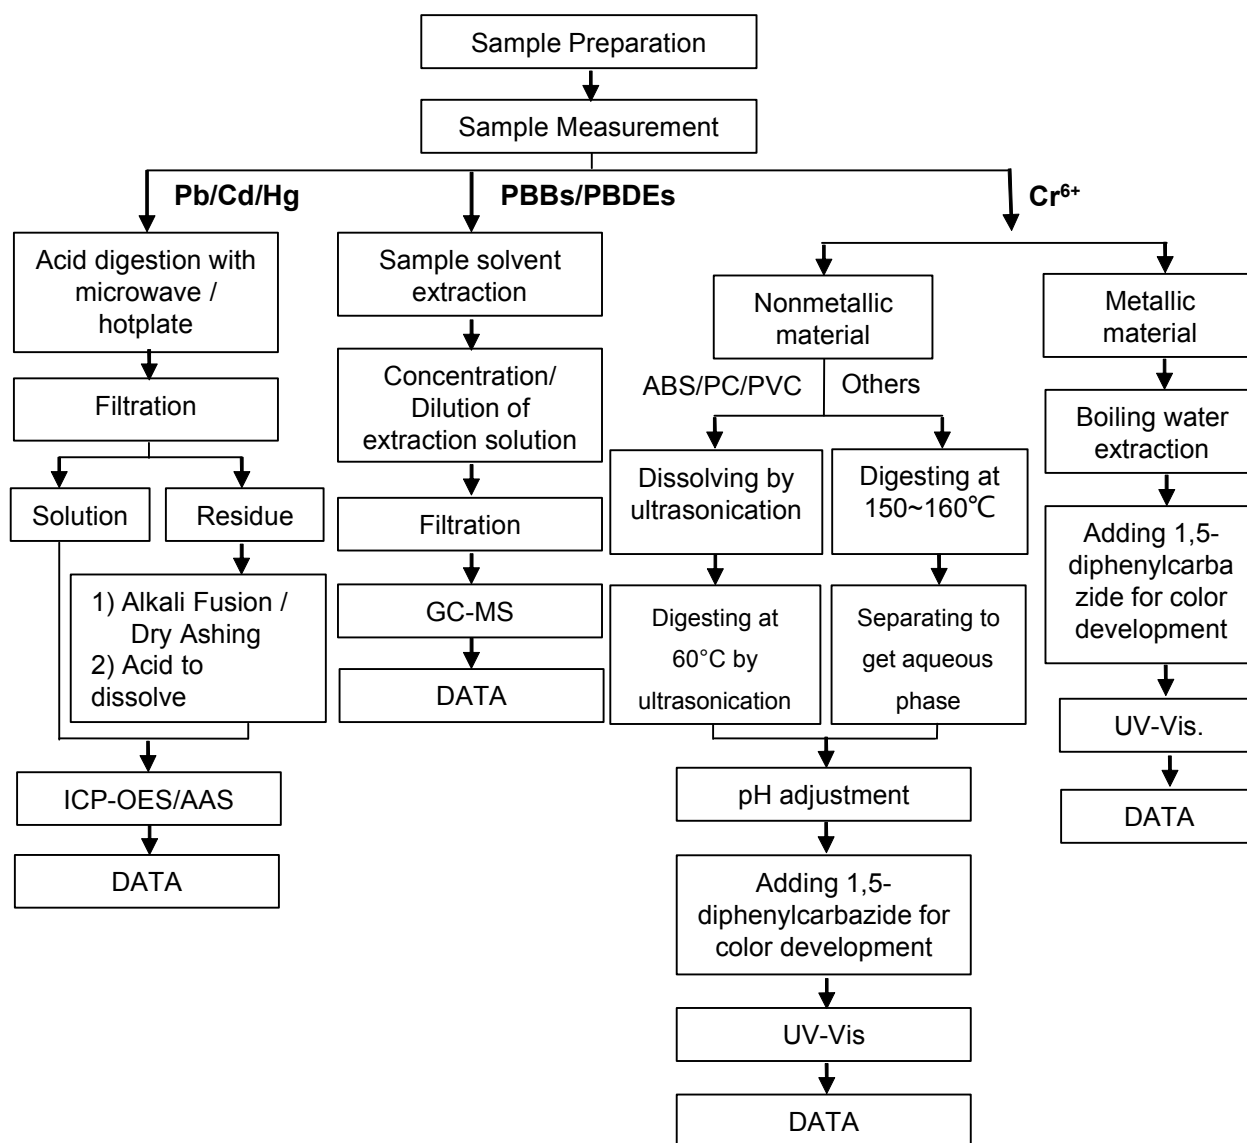 Sample Preparation
Sample Measurement
Pb/Cd/Hg
PBBs/PBDEs
Cr⁶⁺
Acid digestion with
microwave /
hotplate
Filtration
Solution
Residue
1) Alkali Fusion /
Dry Ashing
2) Acid to
dissolve
ICP-OES/AAS
DATA
Sample solvent
extraction
Concentration/
Dilution of
extraction solution
Filtration
GC-MS
DATA
Nonmetallic
material
ABS/PC/PVC
Others
Dissolving by
ultrasonication
Digesting at
60°C by
ultrasonication
Digesting at
150~160℃
Separating to
get aqueous
phase
pH adjustment
Adding 1,5-
diphenylcarbazide for
color development
UV-Vis
DATA
Metallic
material
Boiling water
extraction
Adding 1,5-
diphenylcarba
zide for color
development
UV-Vis.
DATA